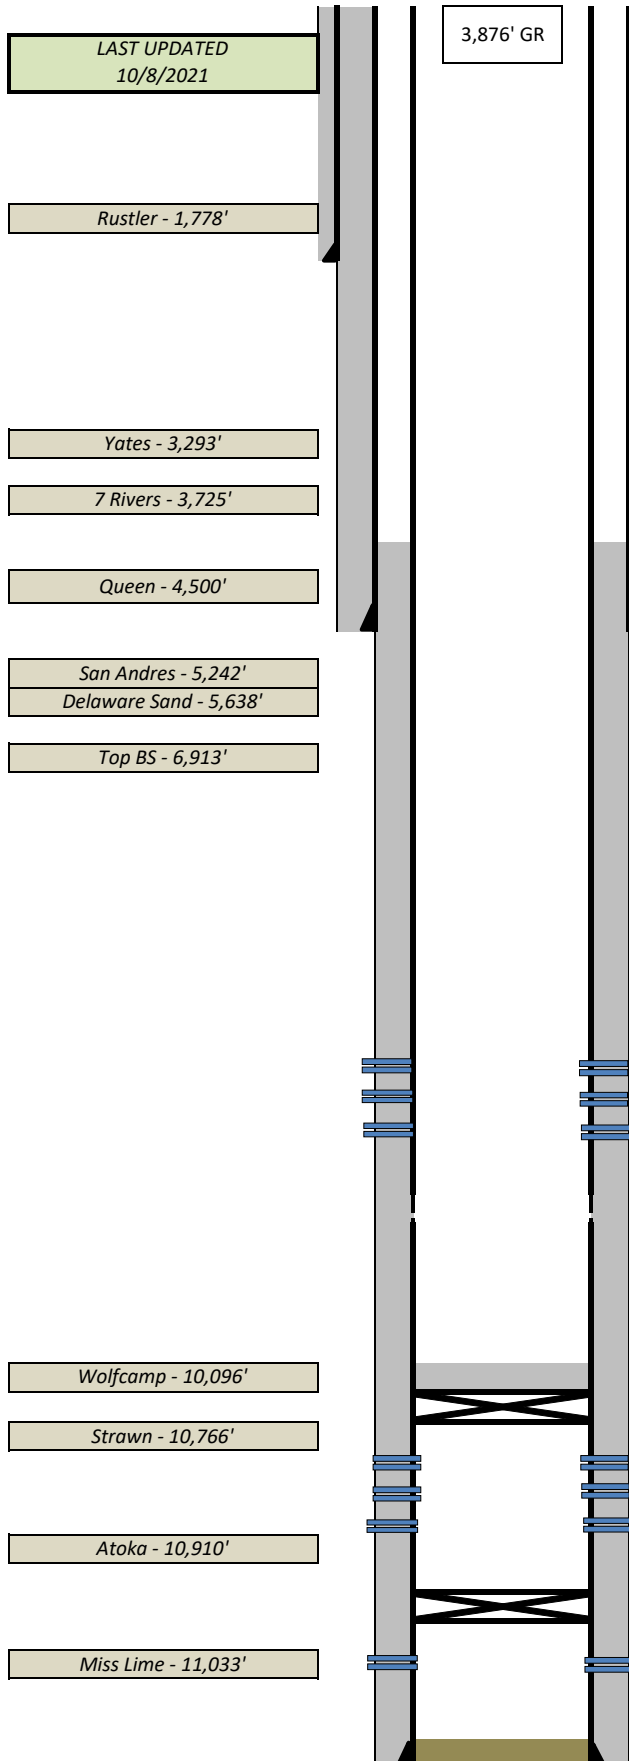 3,876' GR
LAST UPDATED
10/8/2021
Rustler - 1,778'
Yates - 3,293'
7 Rivers - 3,725'
Queen - 4,500'
San Andres - 5,242'
Delaware Sand - 5,638'
Top BS - 6,913'
Wolfcamp - 10,096'
Strawn - 10,766'
Atoka - 10,910'
Miss Lime - 11,033'